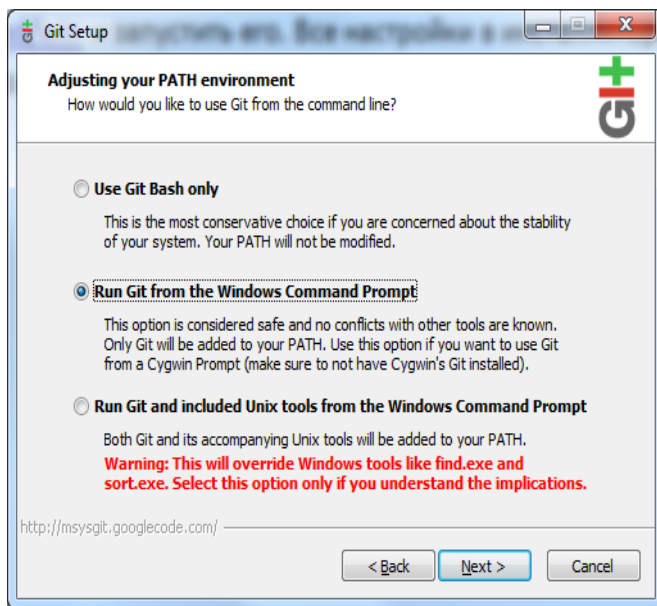 запустить его. Все настройки в
Git Setup
Adjusting your PATH environment
How would you like to use Git from the command line?
Git
Use Git Bash only
This is the most conservative choice if you are concerned about the stability
of your system. Your PATH will not be modified.
Run Git from the Windows Command Prompt
This option is considered safe and no conflicts with other tools are known.
Only Git will be added to your PATH. Use this option if you want to use Git
from a Cygwin Prompt (make sure to not have Cygwin's Git installed).
Run Git and included Unix tools from the Windows Command Prompt
Both Git and its accompanying Unix tools will be added to your PATH.
Warning: This will override Windows tools like find.exe and
sort.exe. Select this option only if you understand the implications.
http://msysgit.googlecode.com/
< Back Next > Cancel